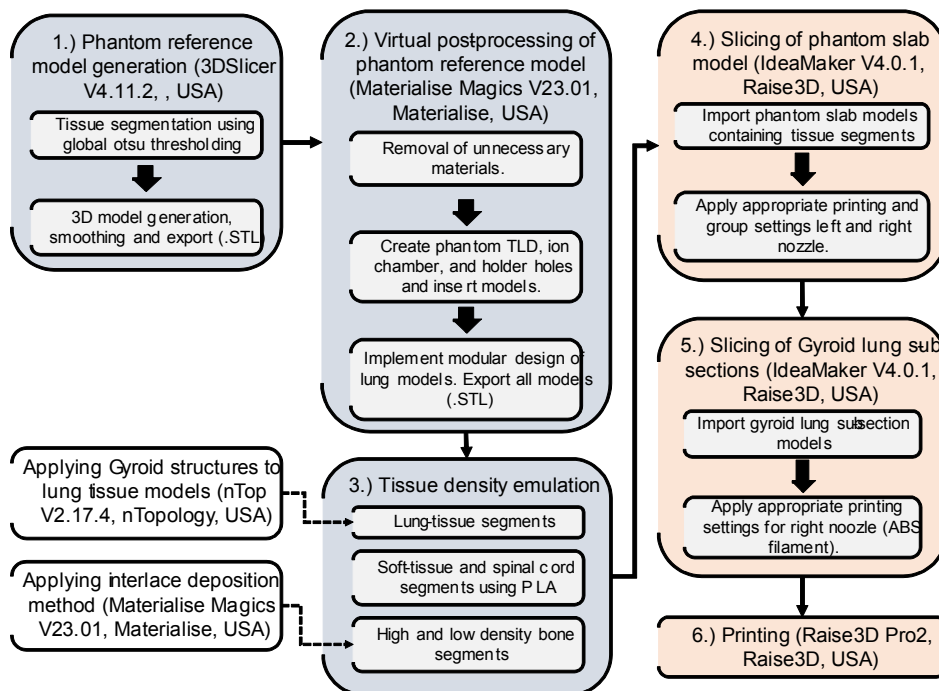 1.) Phantom reference
model generation (3DSlicer
V4.11.2, , USA)
Tissue segmentation using
global otsu thresholding
3D model generation,
smoothing and export (.STL)
2.) Virtual post-processing of
phantom reference model
(Materialise Magics V23.01,
Materialise, USA)
Removal of unnecessary
materials.
Create phantom TLD, ion
chamber, and holder holes
and insert models.
Implement modular design of
lung models. Export all models
(.STL)
Applying Gyroid structures to
lung tissue models (nTop
V2.17.4, nTopology, USA)
Applying interlace deposition
method (Materialise Magics
V23.01, Materialise, USA)
3.) Tissue density emulation
Lung-tissue segments
Soft-tissue and spinal cord
segments using PLA
High and low density bone
segments
4.) Slicing of phantom slab
model (IdeaMaker V4.0.1,
Raise3D, USA)
Import phantom slab models
containing tissue segments
Apply appropriate printing and
group settings left and right
nozzle.
5.) Slicing of Gyroid lung sub-
sections (IdeaMaker V4.0.1,
Raise3D, USA)
Import gyroid lung sub-section
models
Apply appropriate printing
settings for right noozle (ABS
filament).
6.) Printing (Raise3D Pro2,
Raise3D, USA)